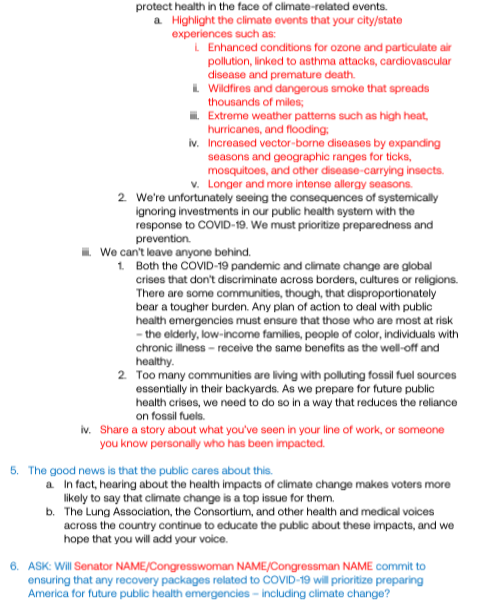 protect health in the face of climate-related events.
a. Highlight the climate events that your city/state
experiences such as:
i. Enhanced conditions for ozone and particulate air
pollution, linked to asthma attacks, cardiovascular
disease and premature death.
ii. Wildfires and dangerous smoke that spreads
thousands of miles;
iii. Extreme weather patterns such as high heat,
hurricanes, and flooding;
iv. Increased vector-borne diseases by expanding
seasons and geographic ranges for ticks,
mosquitoes, and other disease-carrying insects.
v. Longer and more intense allergy seasons.
2. We're unfortunately seeing the consequences of systemically
ignoring investments in our public health system with the
response to COVID-19. We must prioritize preparedness and
prevention.
iii. We can't leave anyone behind.
1. Both the COVID-19 pandemic and climate change are global
crises that don't discriminate across borders, cultures or religions.
There are some communities, though, that disproportionately
bear a tougher burden. Any plan of action to deal with public
health emergencies must ensure that those who are most at risk
– the elderly, low-income families, people of color, individuals with
chronic illness – receive the same benefits as the well-off and
healthy.
2. Too many communities are living with polluting fossil fuel sources
essentially in their backyards. As we prepare for future public
health crises, we need to do so in a way that reduces the reliance
on fossil fuels.
iv. Share a story about what you've seen in your line of work, or someone
you know personally who has been impacted.
5. The good news is that the public cares about this.
a. In fact, hearing about the health impacts of climate change makes voters more
likely to say that climate change is a top issue for them.
b. The Lung Association, the Consortium, and other health and medical voices
across the country continue to educate the public about these impacts, and we
hope that you will add your voice.
6. ASK: Will Senator NAME/Congresswoman NAME/Congressman NAME commit to
ensuring that any recovery packages related to COVID-19 will prioritize preparing
America for future public health emergencies – including climate change?